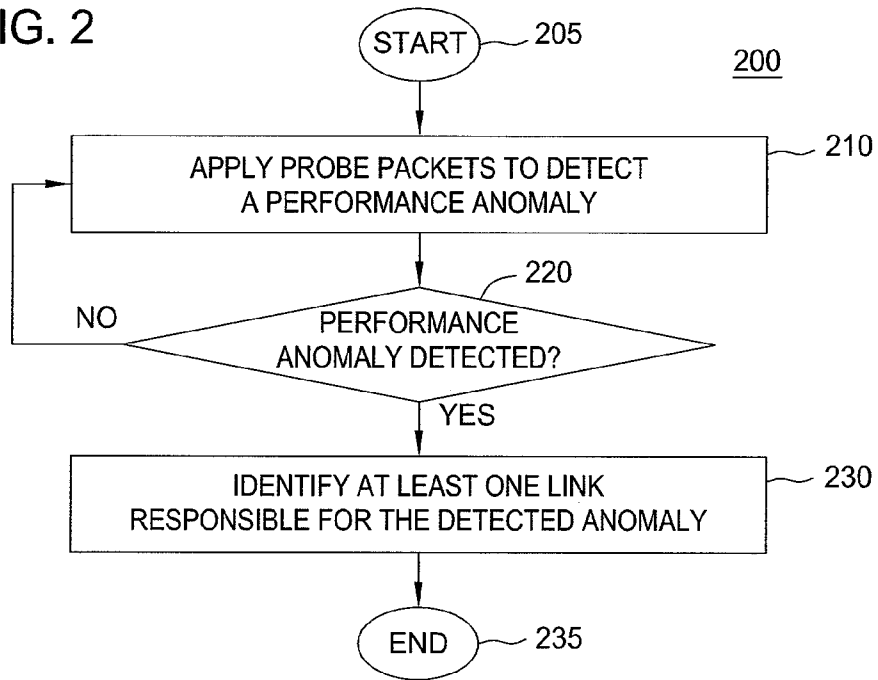 IG. 2
START
205
200
APPLY PROBE PACKETS TO DETECT
A PERFORMANCE ANOMALY
210
220
NO
PERFORMANCE
ANOMALY DETECTED?
YES
IDENTIFY AT LEAST ONE LINK
RESPONSIBLE FOR THE DETECTED ANOMALY
230
END
235